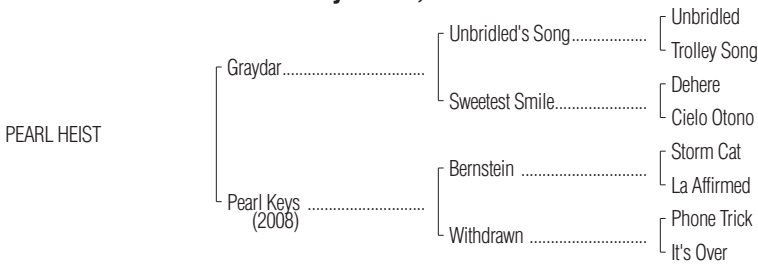 Unbridled
Unbridled's Song.................
Trolley Song
Graydar................................
Dehere
Sweetest Smile.....................
Cielo Otono
PEARL HEIST
Storm Cat
Bernstein .............................
La Affirmed
Pearl Keys ...........................
(2008)
Phone Trick
Withdrawn ...........................
It's Over